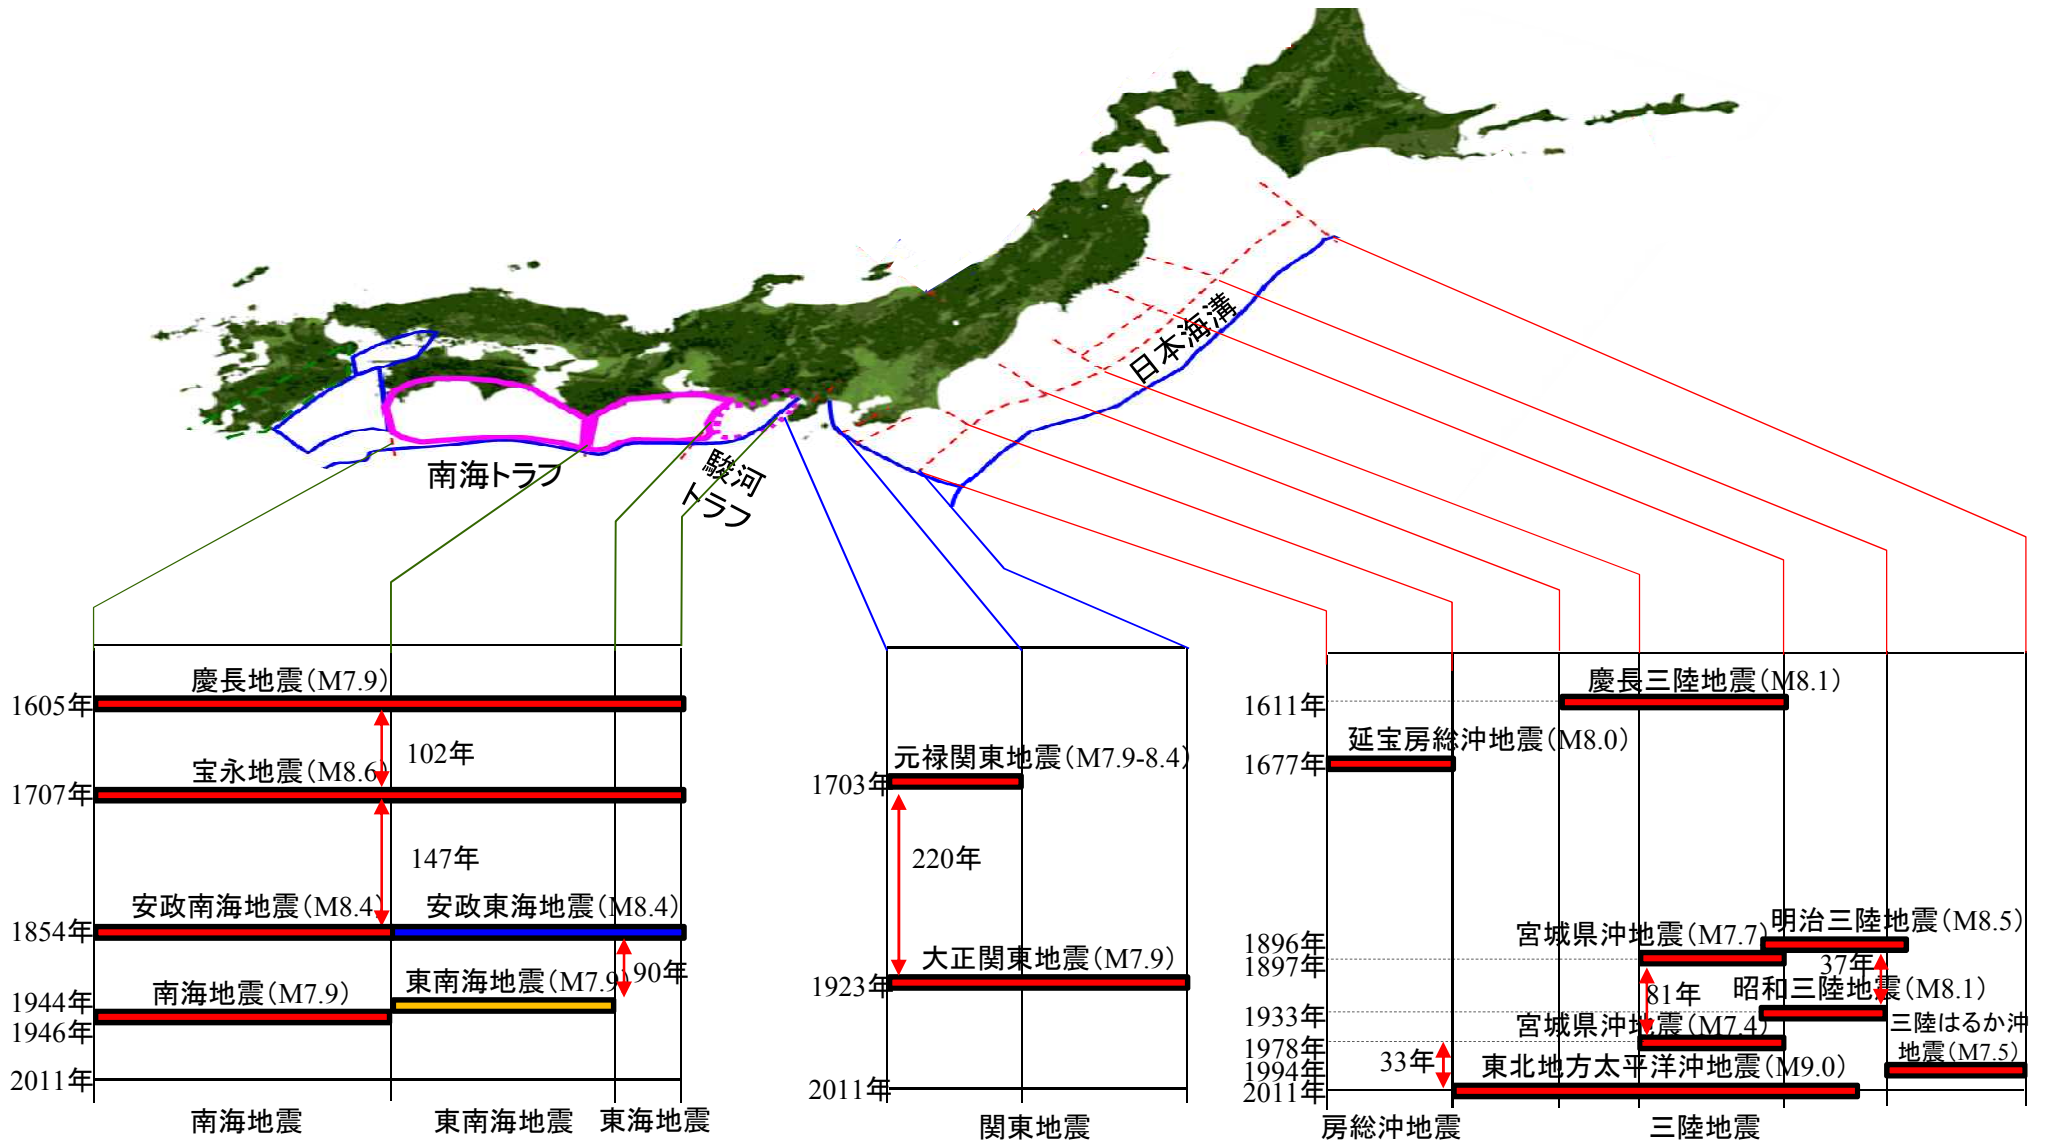 日本海溝
南海トラフ
駿河
トラフ
慶長地震(M7.9)
1605年
102年
宝永地震(M8.6)
1707年
147年
安政南海地震(M8.4)
安政東海地震(M8.4)
1854年
90年
東南海地震(M7.9)
南海地震(M7.9)
1944年
1946年
2011年
南海地震
東南海地震
東海地震
元禄関東地震(M7.9-8.4)
1703年
220年
大正関東地震(M7.9)
1923年
2011年
関東地震
慶長三陸地震(M8.1)
1611年
延宝房総沖地震(M8.0)
1677年
明治三陸地震(M8.5)
宮城県沖地震(M7.7)
1896年
1897年
37年
81年
昭和三陸地震(M8.1)
1933年
宮城県沖地震(M7.4)
三陸はるか沖
地震(M7.5)
1978年
33年
1994年
東北地方太平洋沖地震(M9.0)
2011年
房総沖地震
三陸地震